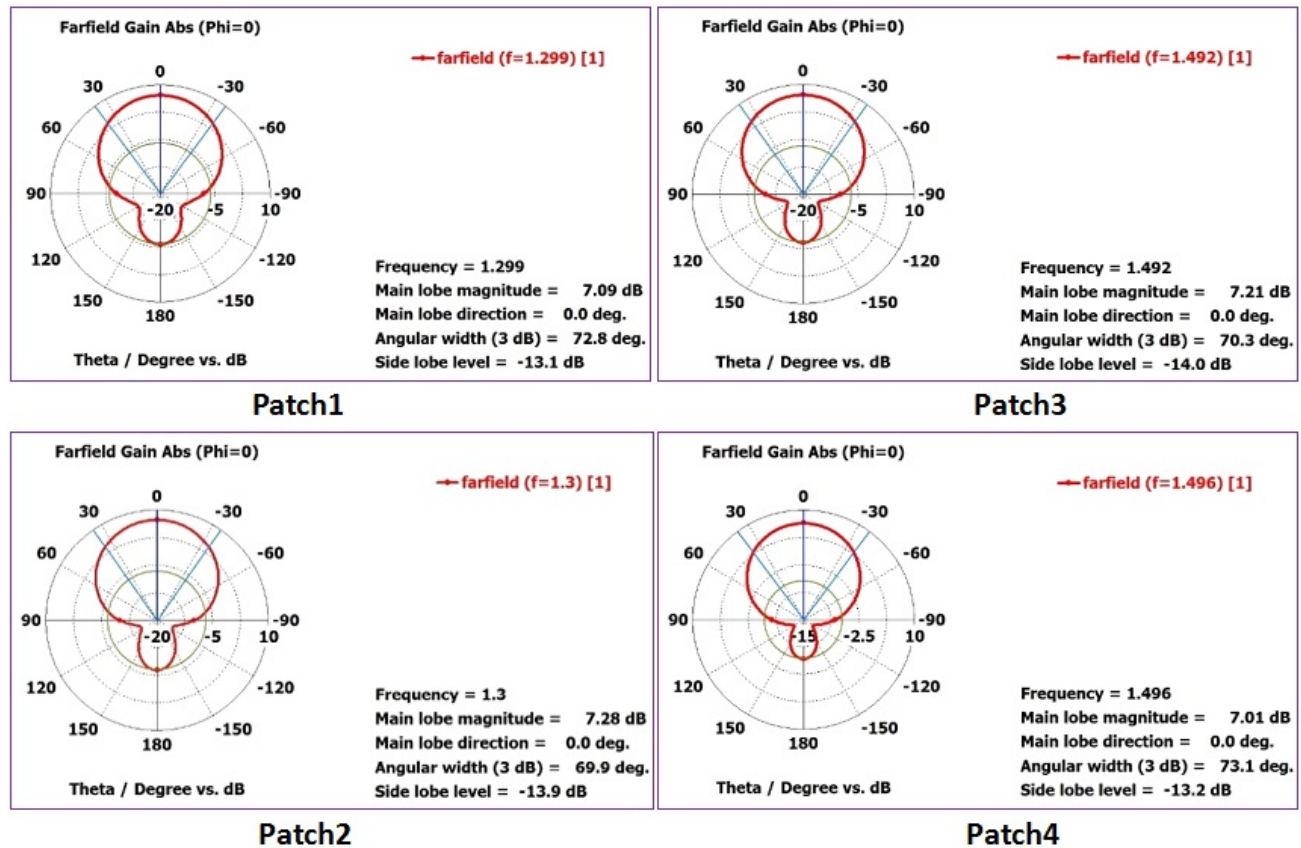 Farfield Gain Abs (Phi=0)
farfield (f=1.299) [1]
0
30 -30
60 -60
90 -90
-20 -5 10
120 -120
150 -150
180
Frequency = 1.299
Main lobe magnitude = 7.09 dB
Main lobe direction = 0.0 deg.
Angular width (3 dB) = 72.8 deg.
Side lobe level = -13.1 dB
Theta / Degree vs. dB
Patch1
Farfield Gain Abs (Phi=0)
farfield (f=1.492) [1]
0
30 -30
60 -60
90 -90
-20 -5 10
120 -120
150 -150
180
Frequency = 1.492
Main lobe magnitude = 7.21 dB
Main lobe direction = 0.0 deg.
Angular width (3 dB) = 70.3 deg.
Side lobe level = -14.0 dB
Theta / Degree vs. dB
Patch3
Farfield Gain Abs (Phi=0)
farfield (f=1.3) [1]
0
30 -30
60 -60
90 -90
-20 -5 10
120 -120
150 -150
180
Frequency = 1.3
Main lobe magnitude = 7.28 dB
Main lobe direction = 0.0 deg.
Angular width (3 dB) = 69.9 deg.
Side lobe level = -13.9 dB
Theta / Degree vs. dB
Patch2
Farfield Gain Abs (Phi=0)
farfield (f=1.496) [1]
0
30 -30
60 -60
90 -90
-15 -2.5 10
120 -120
150 -150
180
Frequency = 1.496
Main lobe magnitude = 7.01 dB
Main lobe direction = 0.0 deg.
Angular width (3 dB) = 73.1 deg.
Side lobe level = -13.2 dB
Theta / Degree vs. dB
Patch4